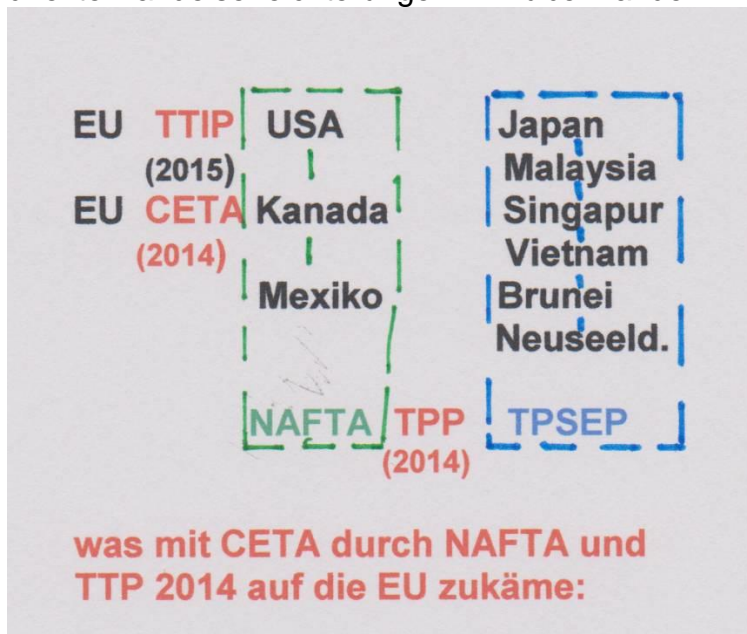 EU TTIP USA Japan
(2015) Malaysia
EU CETA Kanada Singapur
(2014) Vietnam
Mexiko Brunei
Neuseeld.
NAFTA TPP TPSEP
(2014)
was mit CETA durch NAFTA und
TTP 2014 auf die EU zukäme: